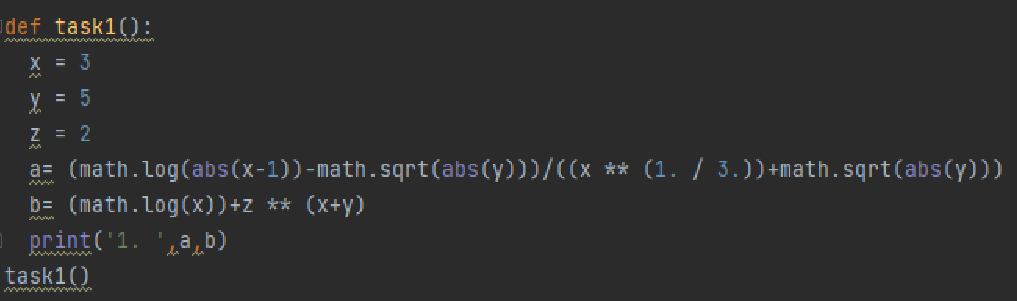 def task1():
  x = 3
  y = 5
  z = 2
  a= (math.log(abs(x-1))-math.sqrt(abs(y)))/((x ** (1. / 3.))+math.sqrt(abs(y)))
  b= (math.log(x))+z ** (x+y)
  print('1. ',a,b)
task1()